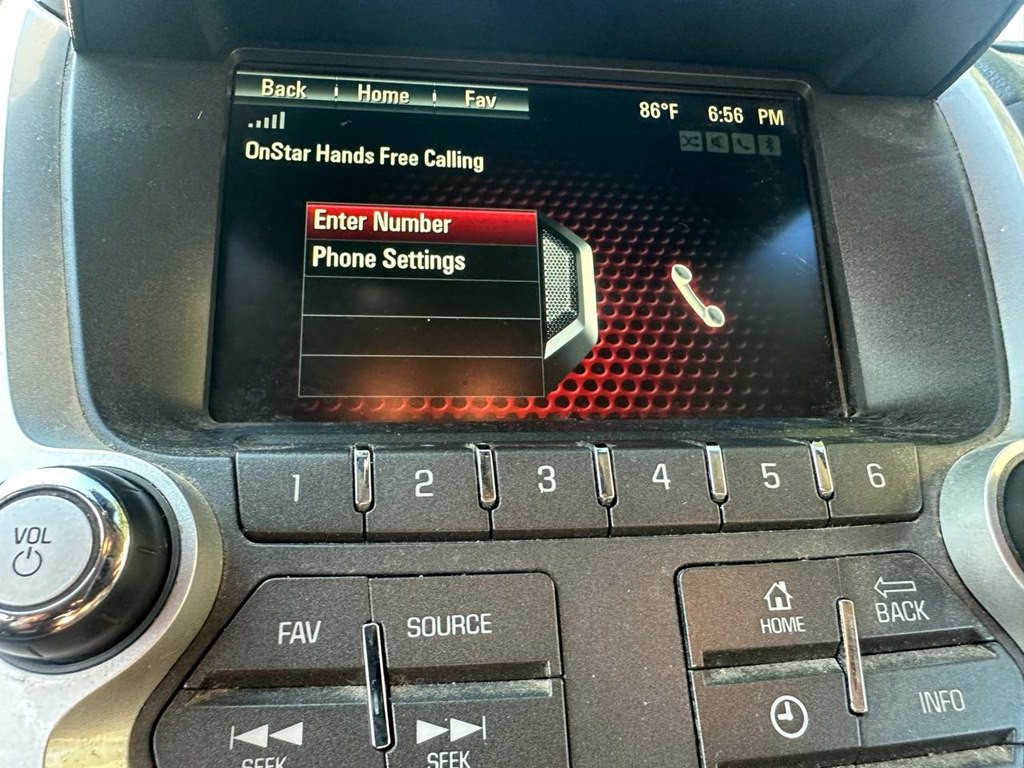 Back Home Fav
86°F 6:56 PM
OnStar Hands Free Calling
Enter Number
Phone Settings
1 2 3 4 5 6
VOL
FAV SOURCE
HOME BACK
INFO
SEEK SEEK